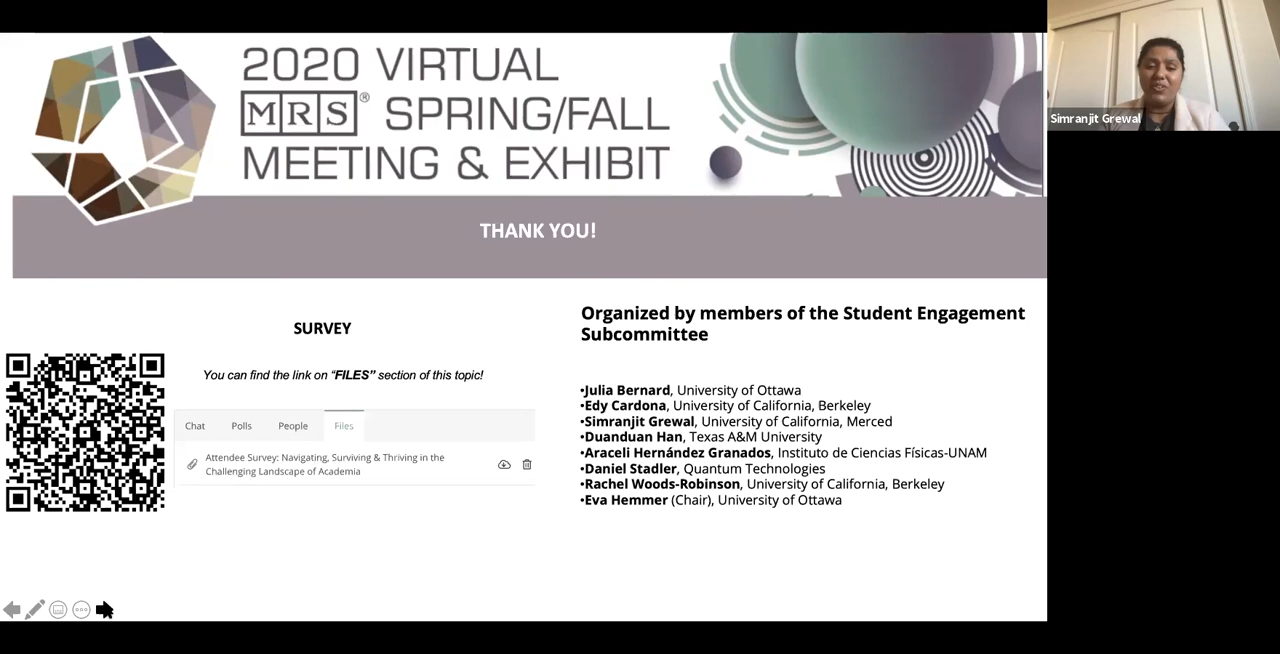 2020 VIRTUAL
MRS® SPRING/FALL
MEETING & EXHIBIT
THANK YOU!
SURVEY
You can find the link on “FILES” section of this topic!
Chat Polls People Files
Attendee Survey: Navigating, Surviving & Thriving in the
Challenging Landscape of Academia
Organized by members of the Student Engagement
Subcommittee
•Julia Bernard, University of Ottawa
•Edy Cardona, University of California, Berkeley
•Simranjit Grewal, University of California, Merced
•Duanduan Han, Texas A&M University
•Araceli Hernández Granados, Instituto de Ciencias Físicas-UNAM
•Daniel Stadler, Quantum Technologies
•Rachel Woods-Robinson, University of California, Berkeley
•Eva Hemmer (Chair), University of Ottawa
Simranjit Grewal